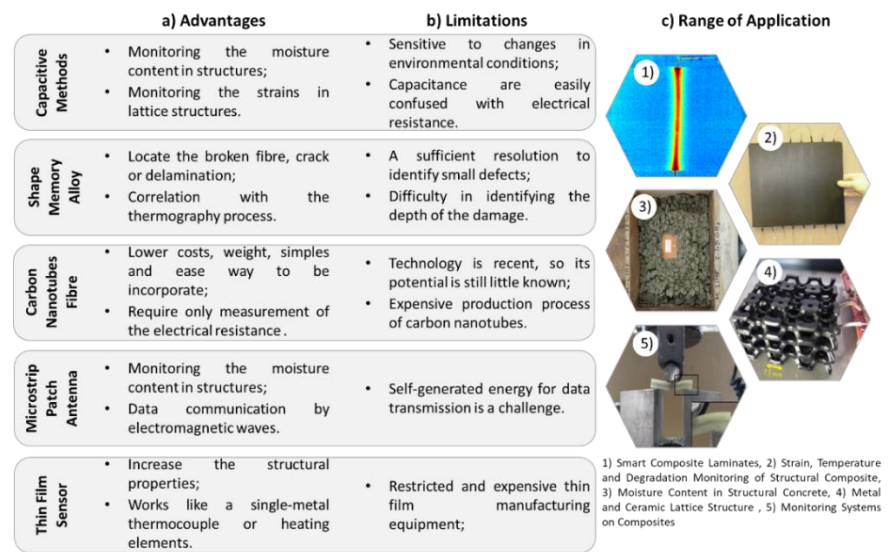 a) Advantages
b) Limitations
c) Range of Application
Capacitive
Methods
• Monitoring the moisture
content in structures;
• Monitoring the strains in
lattice structures.
• Sensitive to changes in
environmental conditions;
• Capacitance are easily
confused with electrical
resistance.
Shape
Memory
Alloy
• Locate the broken fibre, crack
or delamination;
• Correlation with the
thermography process.
• A sufficient resolution to
identify small defects;
• Difficulty in identifying the
depth of the damage.
Carbon
Nanotubes
Fibre
• Lower costs, weight, simples
and ease way to be
incorporate;
• Require only measurement of
the electrical resistance .
• Technology is recent, so its
potential is still little known;
• Expensive production process
of carbon nanotubes.
Microstrip
Patch
Antenna
• Monitoring the moisture
content in structures;
• Data communication by
electromagnetic waves.
• Self-generated energy for data
transmission is a challenge.
Thin Film
Sensor
• Increase the structural
properties;
• Works like a single-metal
thermocouple or heating
elements.
• Restricted and expensive thin
film manufacturing
equipment;
1)
2)
3)
4)
5)
1) Smart Composite Laminates, 2) Strain, Temperature
and Degradation Monitoring of Structural Composite,
3) Moisture Content in Structural Concrete, 4) Metal
and Ceramic Lattice Structure , 5) Monitoring Systems
on Composites